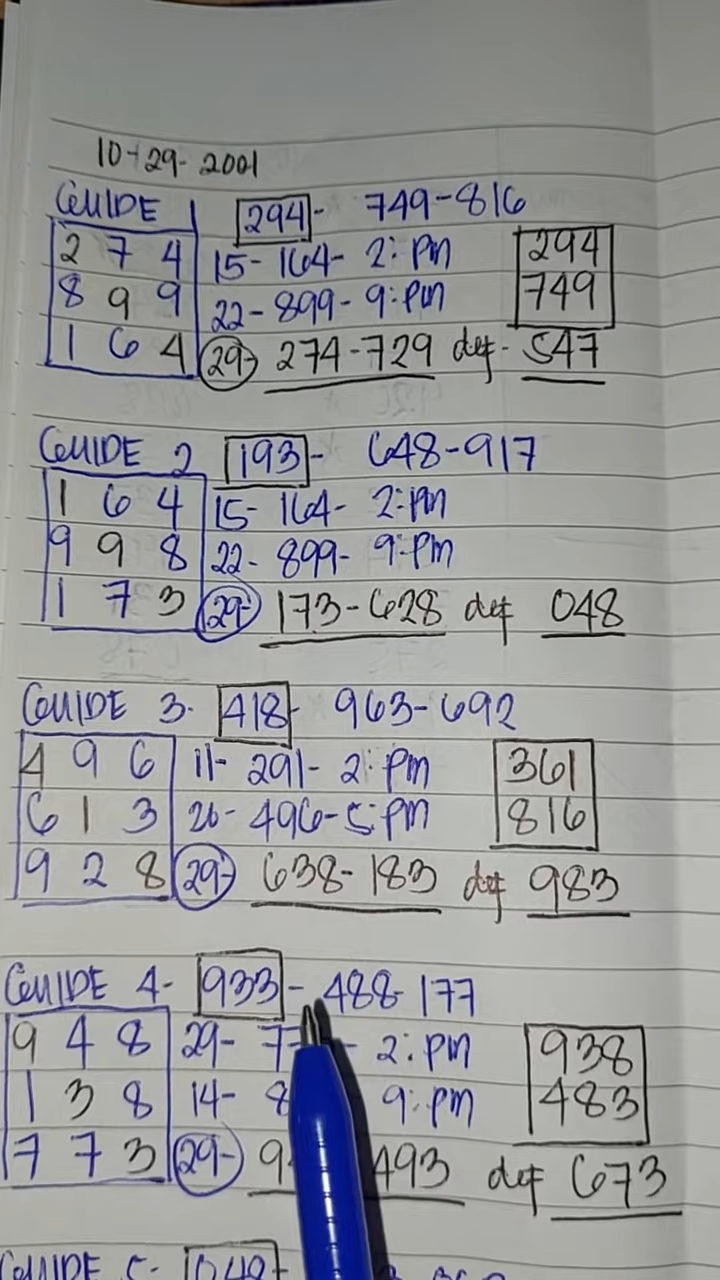 10-29-2001
GUIDE 1 294 - 749-816
2 7 4 15-164- 2:pm 294
8 9 9 22-899-9:pm 749
1 6 4 29- 274-729 def- 547
GUIDE 2 193 - 648-917
1 6 4 15-164- 2:pm
9 9 8 22-899- 9:pm
1 7 3 29- 173-628 def 048
GUIDE 3- 418- 963-692
4 9 6 11-291-2:pm 361
6 1 3 26-496-5:pm 816
9 2 8 29- 638-183 def 983
GUIDE 4- 933 - 488-177
9 4 8 29- 2:pm 938
1 3 8 14- 9:pm 483
7 7 3 29- 493 def 673
GUIDE 5-